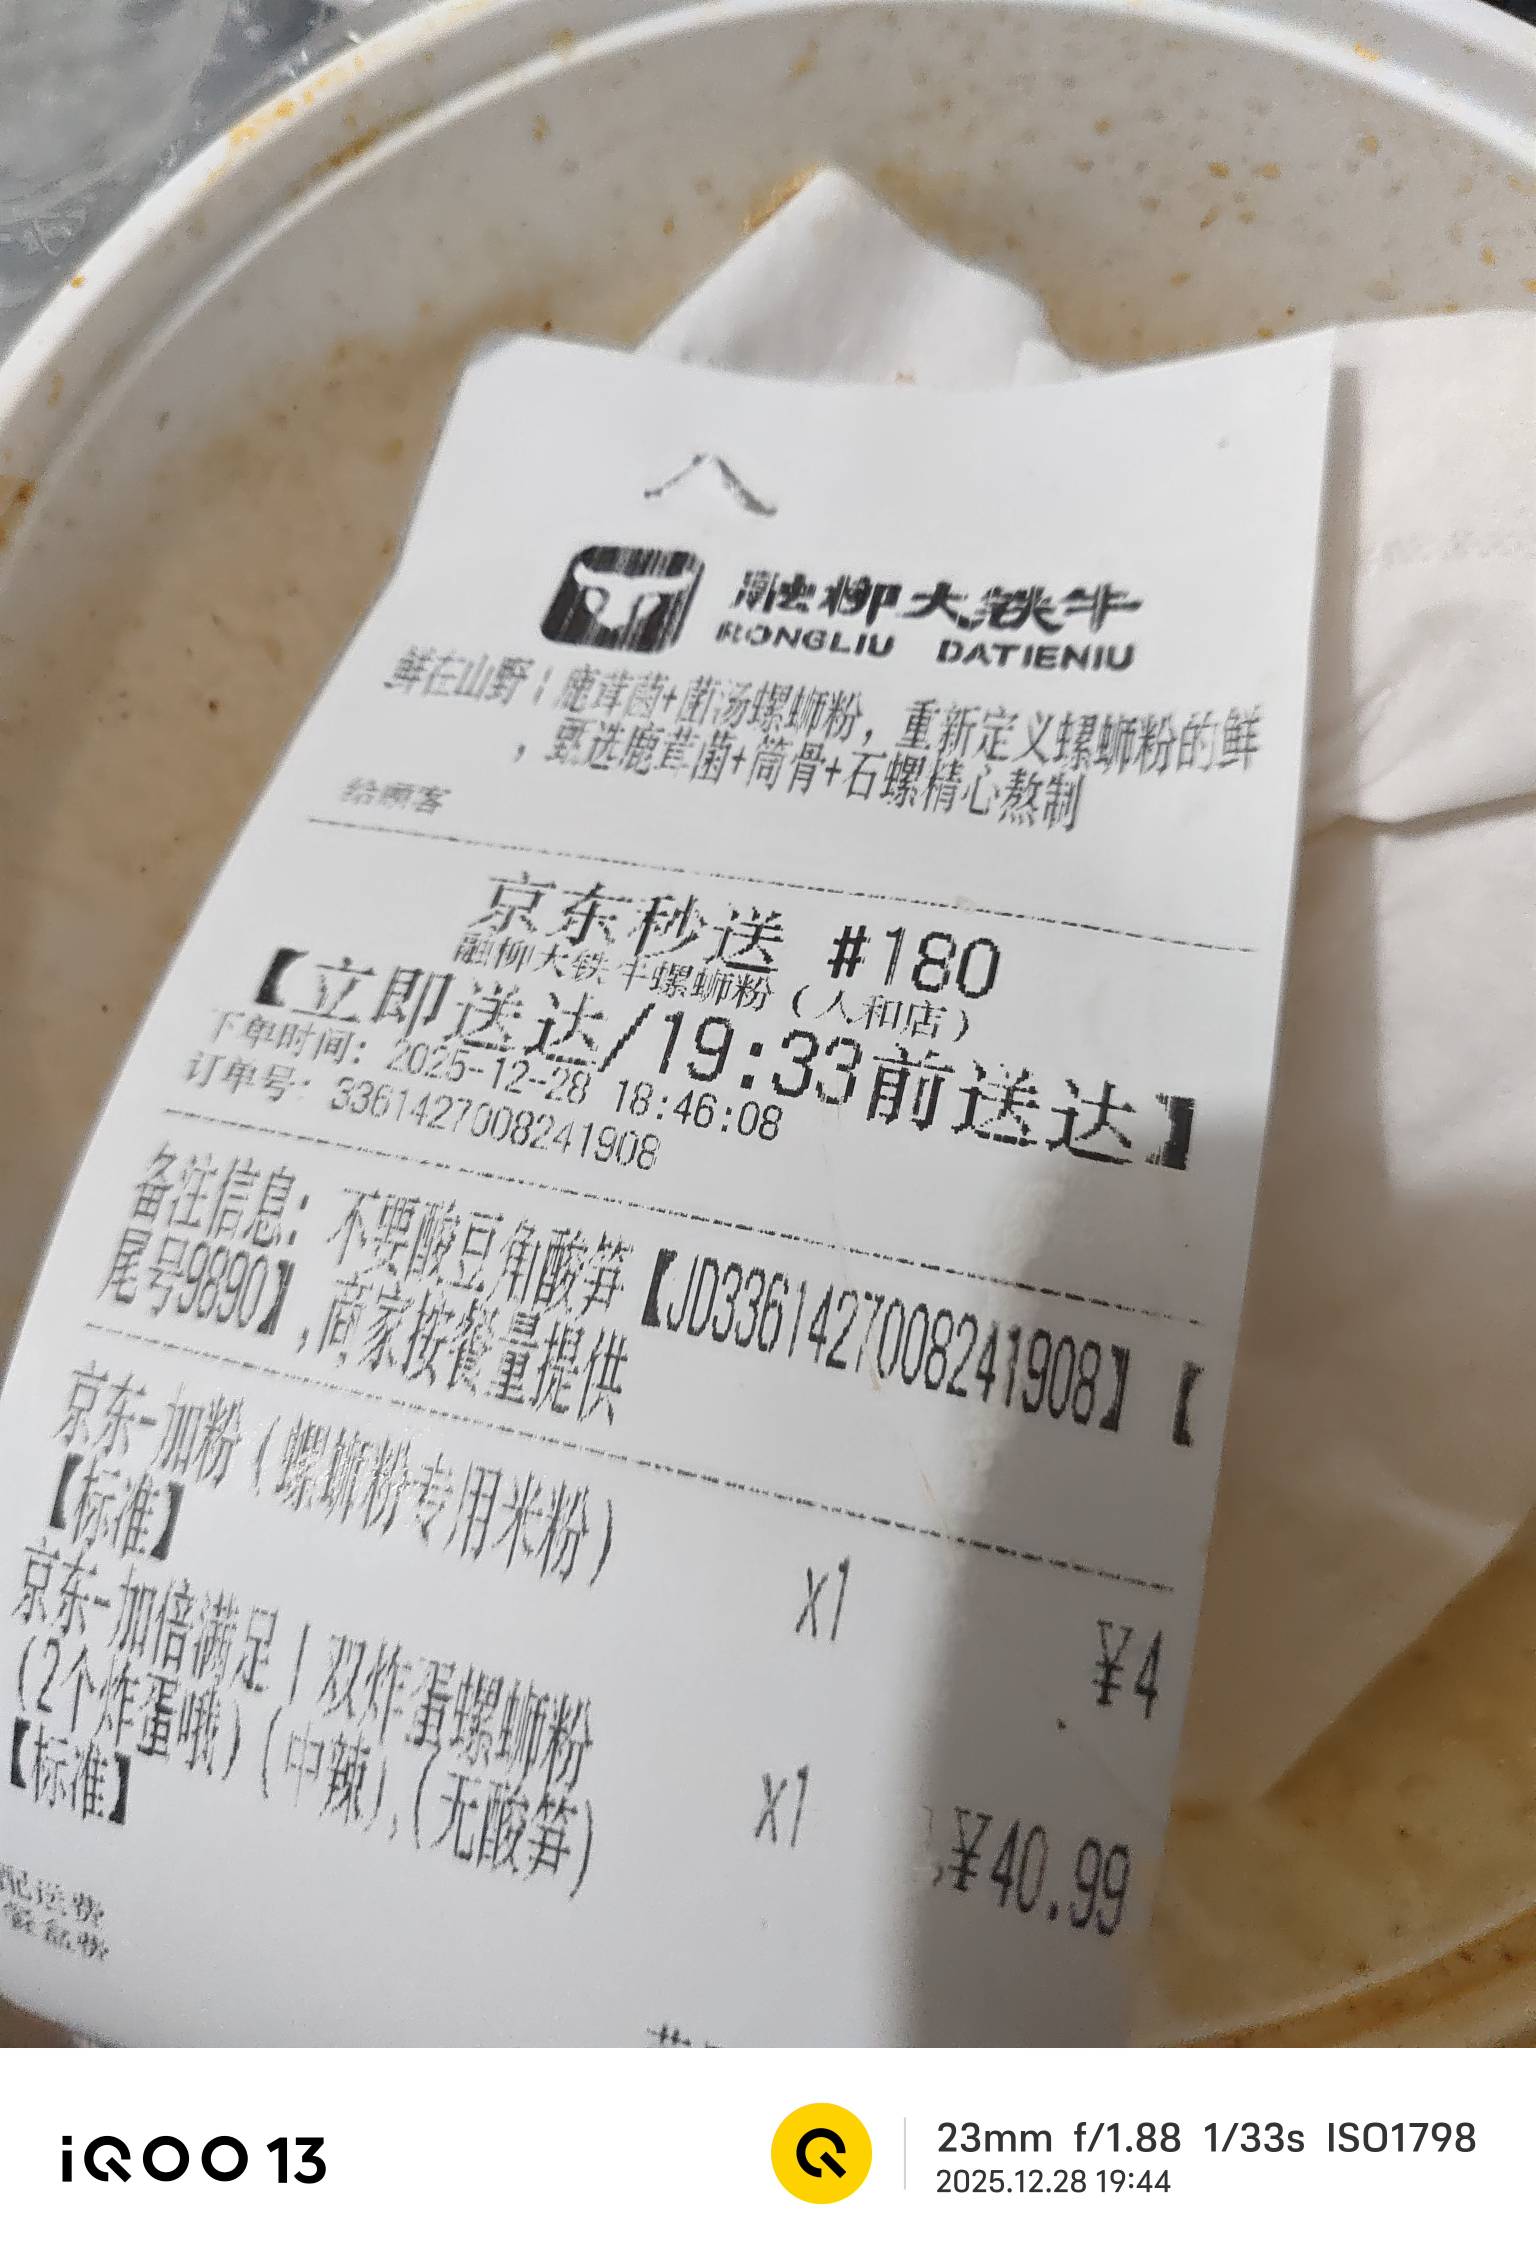 融柳大铁牛
RONGLIU DATIENIU
鲜在山野：鹿茸菌+菌汤螺蛳粉，重新定义螺蛳粉的鲜
，甄选鹿茸菌+筒骨+石螺精心熬制
给顾客
京东秒送 #180
融柳大铁牛螺蛳粉（人和店）
【立即送达/19:33前送达】
下单时间: 2025-12-28 18:46:08
订单号: 3361427008241908
备注信息: 不要酸豆角酸笋【JD3361427008241908】【
尾号9890】,商家按餐量提供
京东-加粉（螺蛳粉专用米粉）
【标准】 x1 ¥4
京东-加倍满足丨双炸蛋螺蛳粉
(2个炸蛋哦)(中辣),(无酸笋)
【标准】 x1 ¥40.99
配送费
餐盒费
iQOO 13
23mm f/1.88 1/33s ISO1798
2025.12.28 19:44